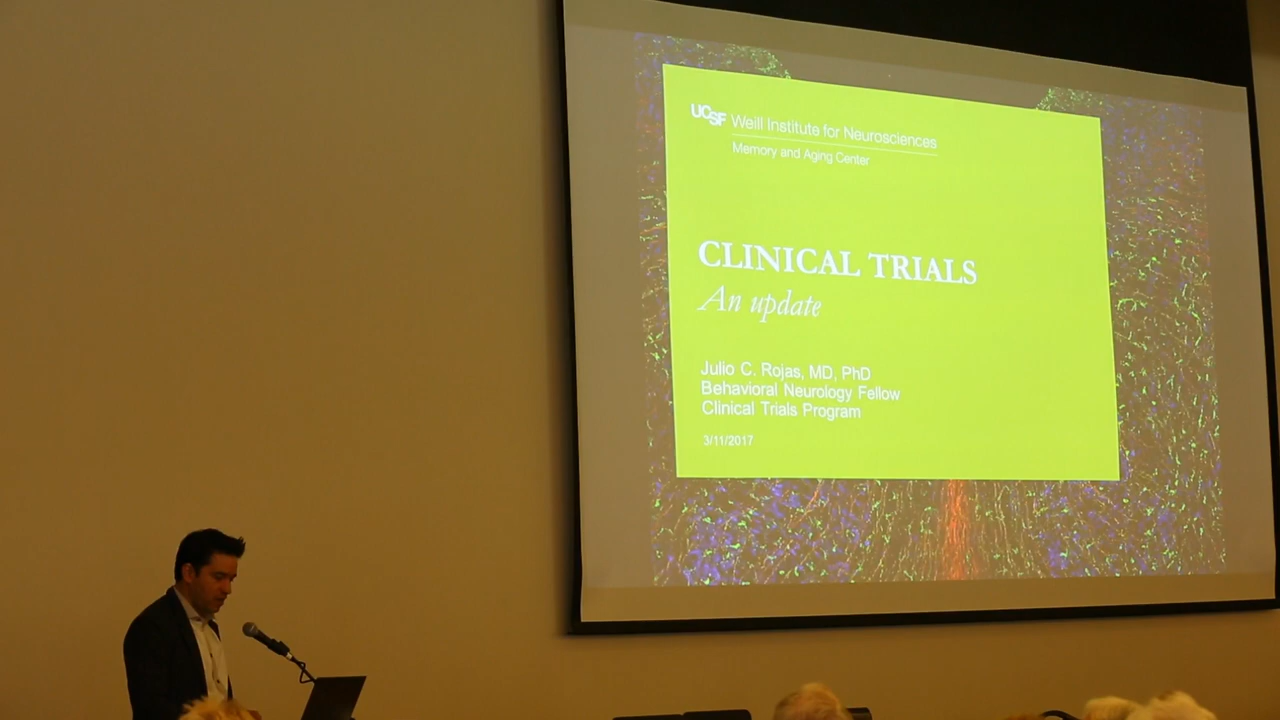 UCSF Weill Institute for Neurosciences
Memory and Aging Center
CLINICAL TRIALS
An update
Julio C. Rojas, MD, PhD
Behavioral Neurology Fellow
Clinical Trials Program
3/11/2017